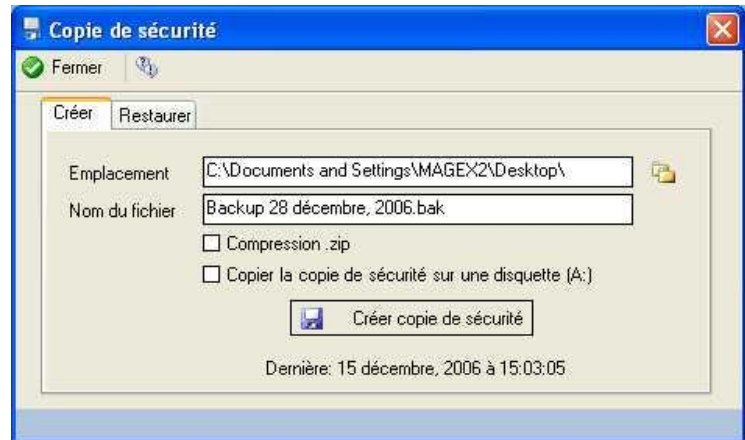 Copie de sécurité
Fermer
Créer Restaurer
Emplacement C:\Documents and Settings\MAGEX2\Desktop\
Nom du fichier Backup 28 décembre, 2006.bak
Compression .zip
Copier la copie de sécurité sur une disquette (A:)
Créer copie de sécurité
Dernière: 15 décembre, 2006 à 15:03:05